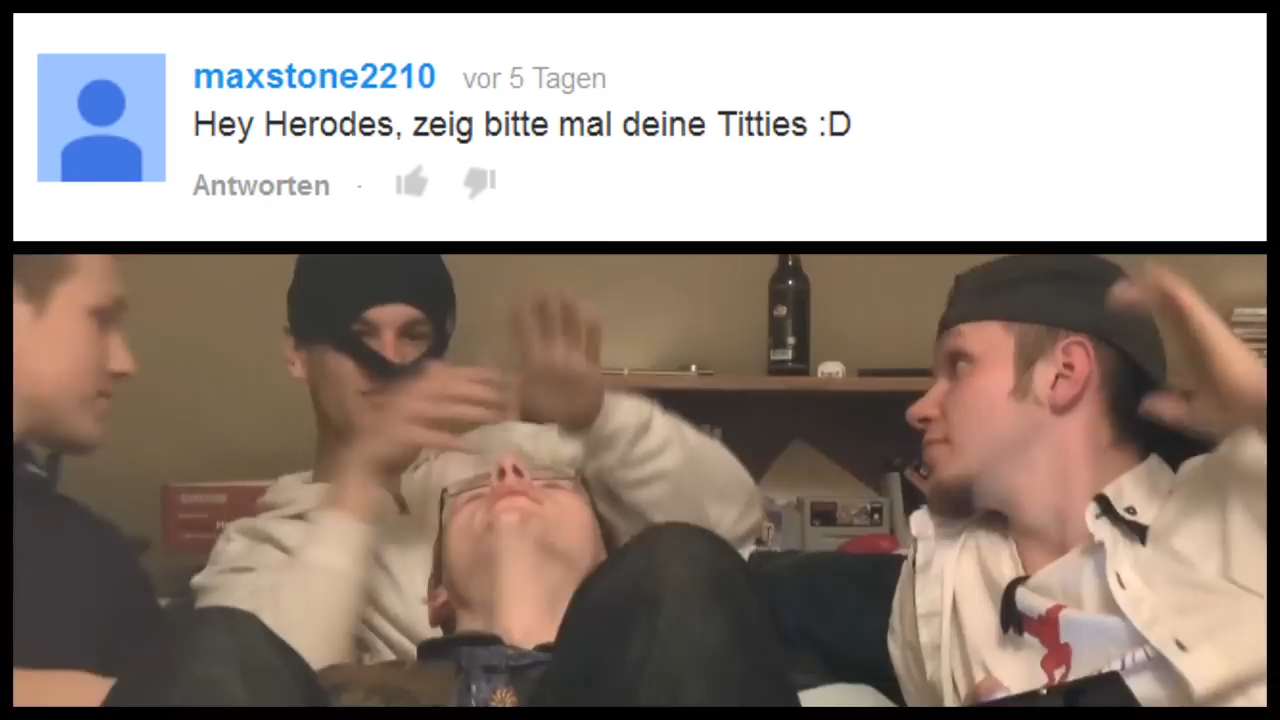 maxstone2210 vor 5 Tagen
Hey Herodes, zeig bitte mal deine Titties :D
Antworten ·